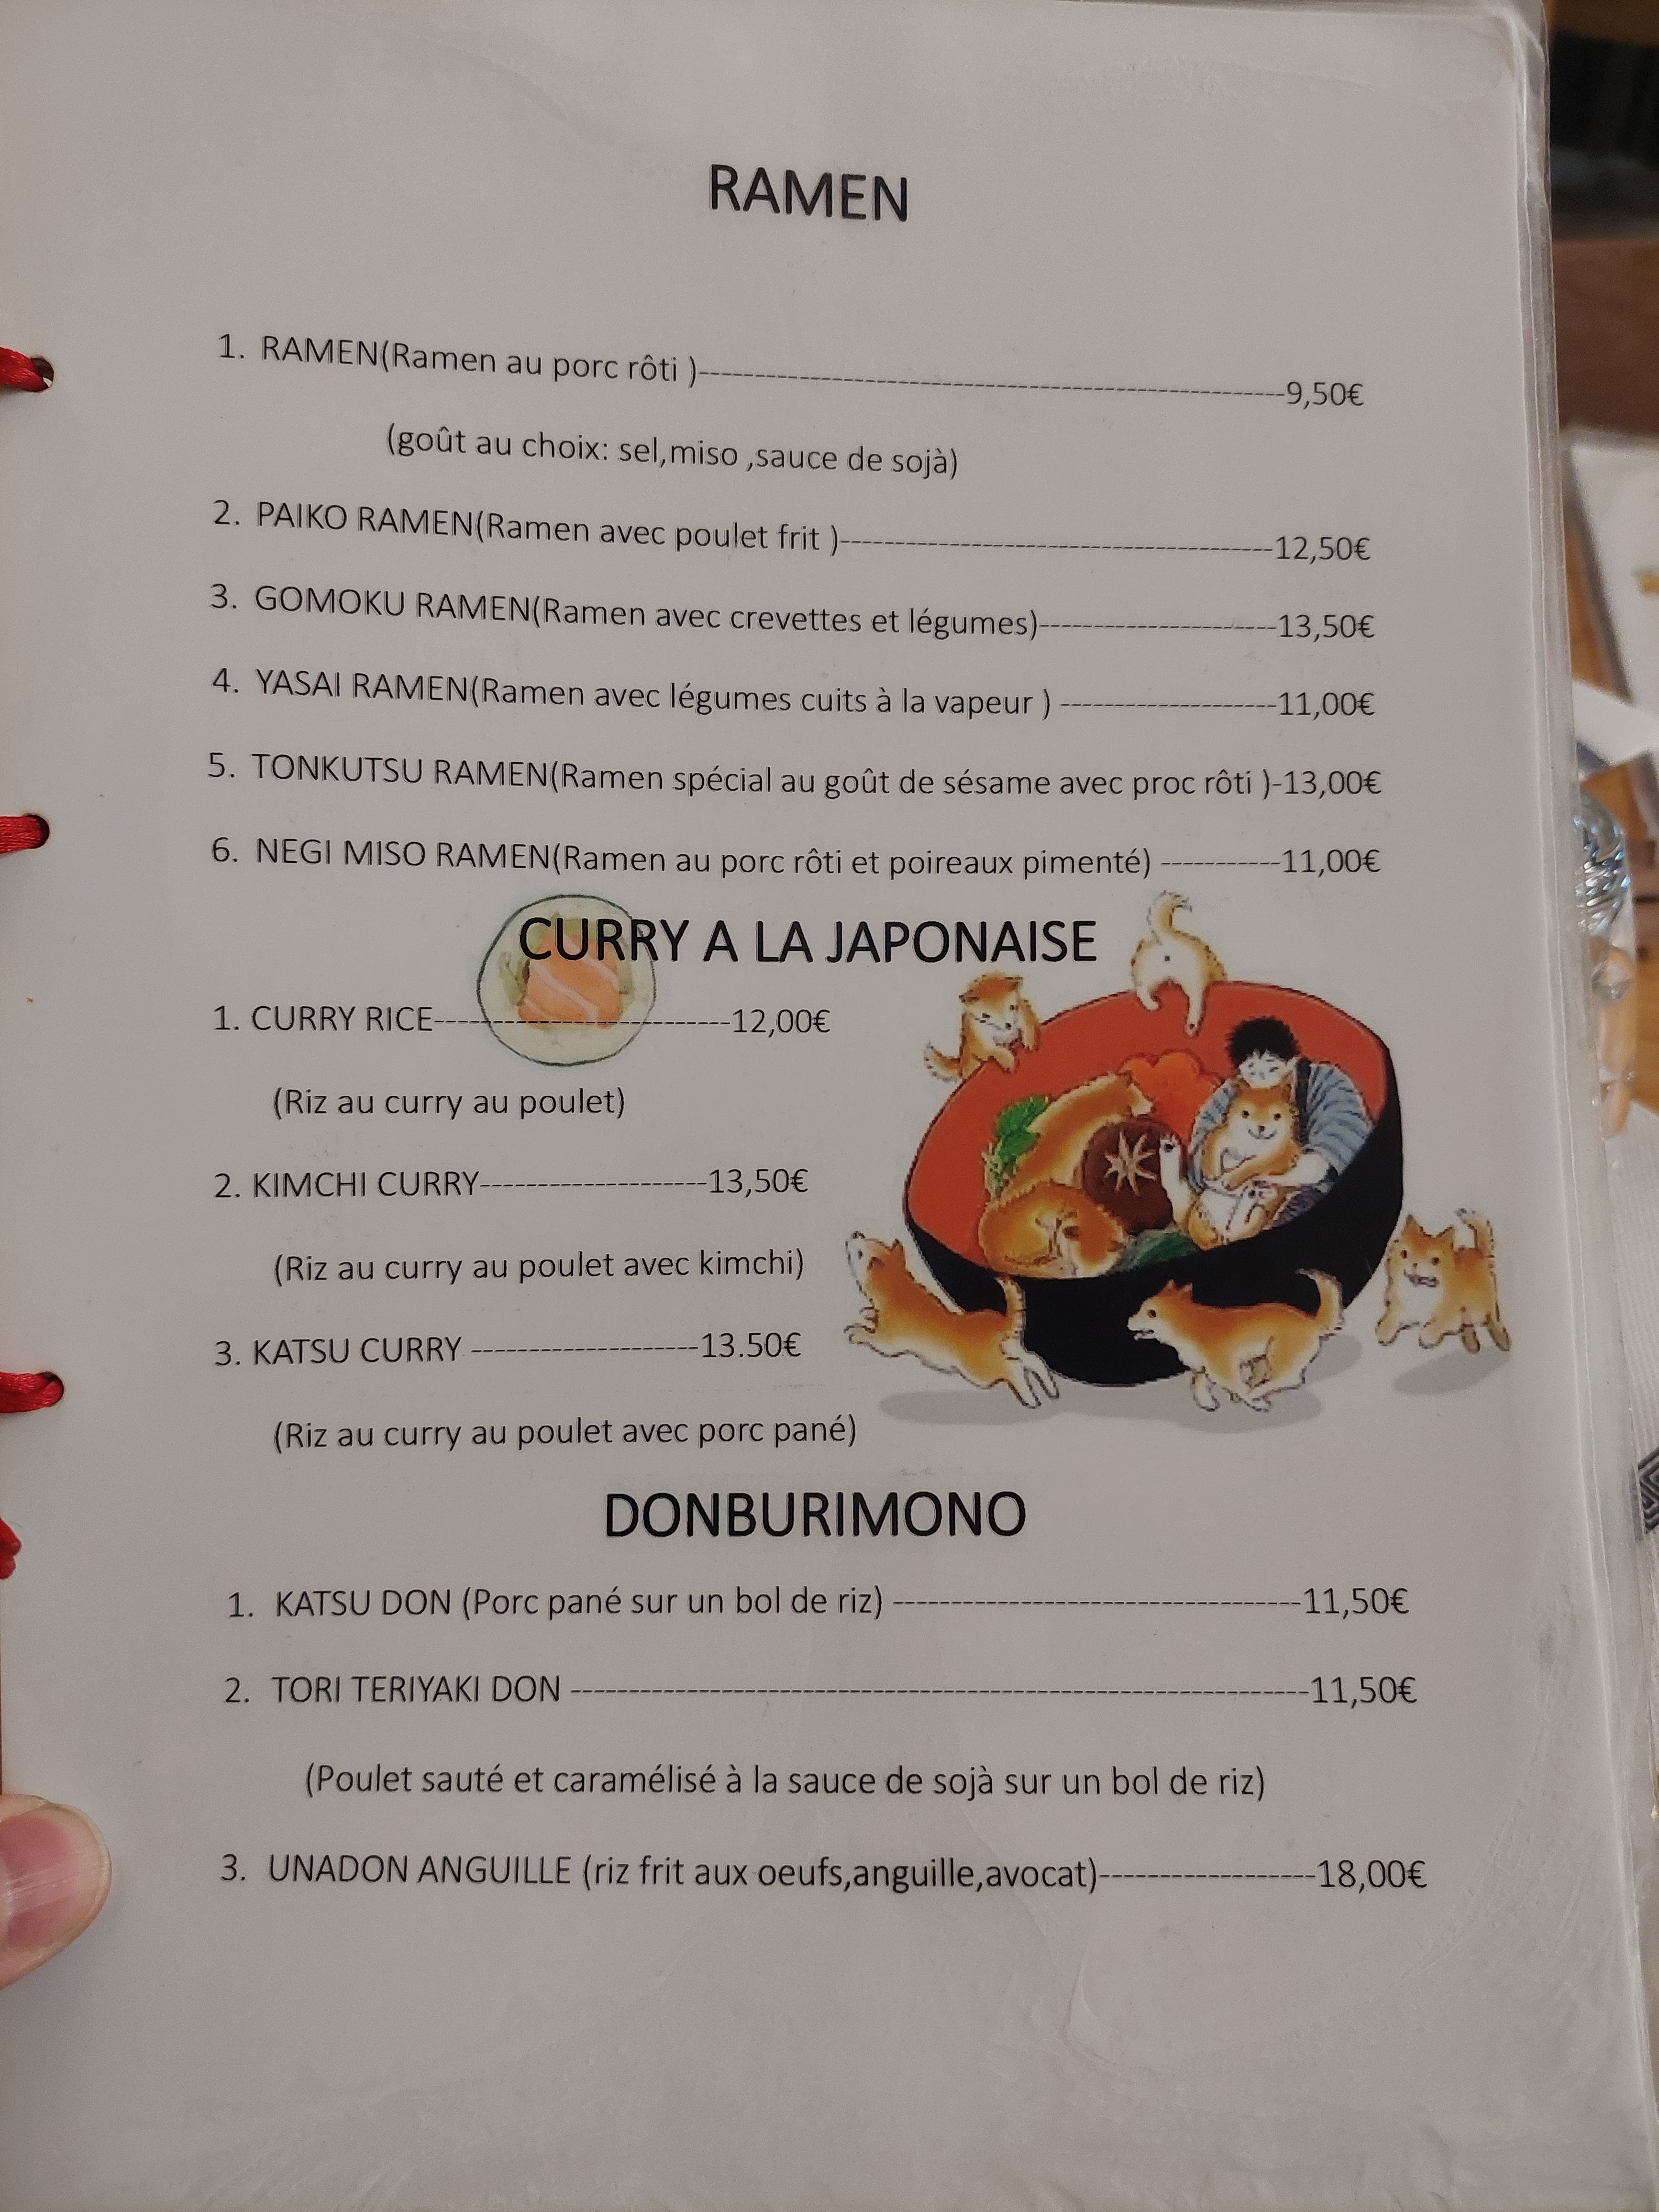 RAMEN
1. RAMEN(Ramen au porc rôti )---------------------------------------------------9,50€
(goût au choix: sel,miso ,sauce de sojà)
2. PAIKO RAMEN(Ramen avec poulet frit )--------------------------------------12,50€
3. GOMOKU RAMEN(Ramen avec crevettes et légumes)---------------------13,50€
4. YASAI RAMEN(Ramen avec légumes cuits à la vapeur ) -------------------11,00€
5. TONKUTSU RAMEN(Ramen spécial au goût de sésame avec proc rôti )-13,00€
6. NEGI MISO RAMEN(Ramen au porc rôti et poireaux pimenté) -----------11,00€
CURRY A LA JAPONAISE
1. CURRY RICE--------------------------12,00€
(Riz au curry au poulet)
2. KIMCHI CURRY--------------------13,50€
(Riz au curry au poulet avec kimchi)
3. KATSU CURRY --------------------13.50€
(Riz au curry au poulet avec porc pané)
DONBURIMONO
1. KATSU DON (Porc pané sur un bol de riz) -----------------------------------11,50€
2. TORI TERIYAKI DON ---------------------------------------------------------------11,50€
(Poulet sauté et caramélisé à la sauce de sojà sur un bol de riz)
3. UNADON ANGUILLE (riz frit aux oeufs,anguille,avocat)------------------18,00€